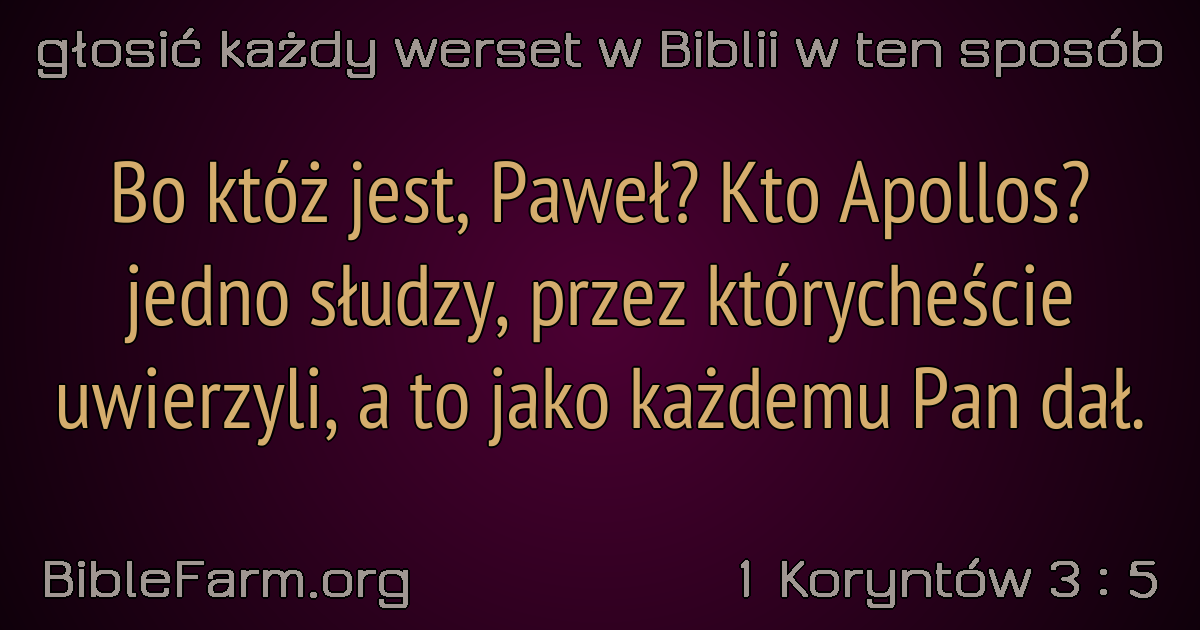 głosić każdy werset w Biblii w ten sposób
Bo któż jest, Paweł? Kto Apollos?
jedno słudzy, przez którycheście
uwierzyli, a to jako każdemu Pan dał.
BibleFarm.org
1 Koryntów 3 : 5